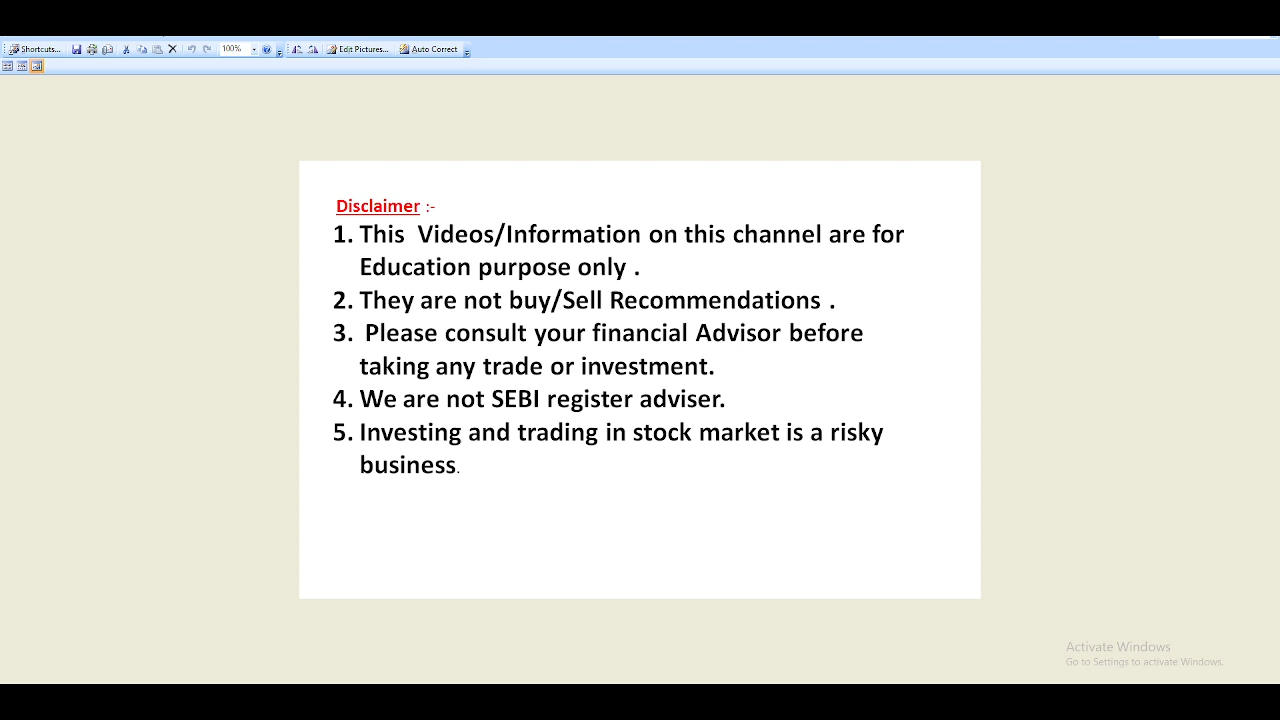 Shortcuts...
100%
Edit Pictures...
Auto Correct
Disclaimer :-
1. This Videos/Information on this channel are for
Education purpose only .
2. They are not buy/Sell Recommendations .
3. Please consult your financial Advisor before
taking any trade or investment.
4. We are not SEBI register adviser.
5. Investing and trading in stock market is a risky
business.
Activate Windows
Go to Settings to activate Windows.